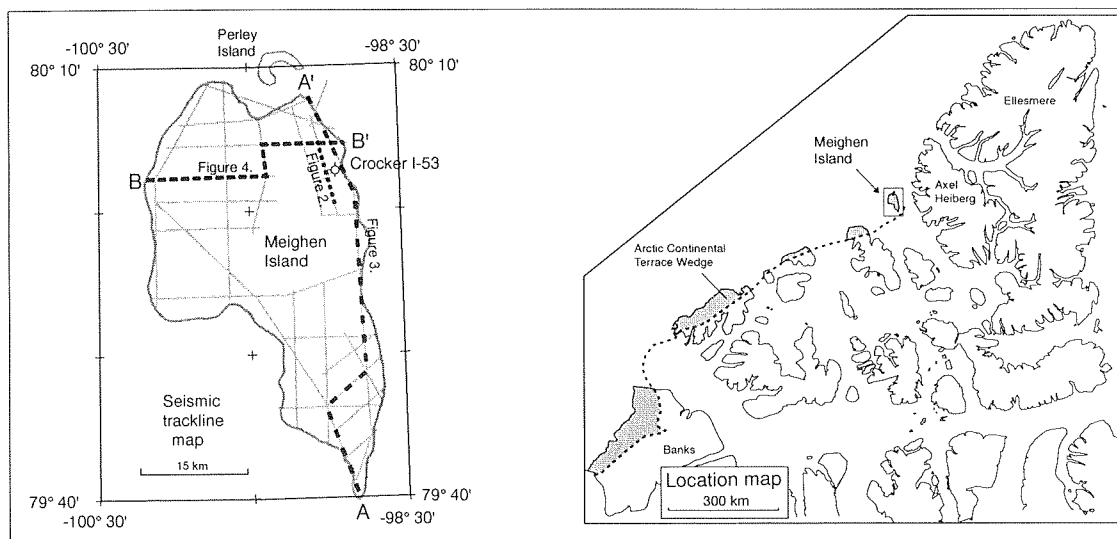 -100° 30'
Perley
Island
-98° 30'
80° 10'
80° 10'
A'
B'
Crocker I-53
Figure 4.
Figure 2.
B
Figure 3.
Meighen
Island
Seismic
trackline
map
15 km
79° 40'
79° 40'
-100° 30'
A
-98° 30'
Ellesmere
Meighen
Island
Axel
Heiberg
Arctic Continental
Terrace Wedge
Banks
Location map
300 km